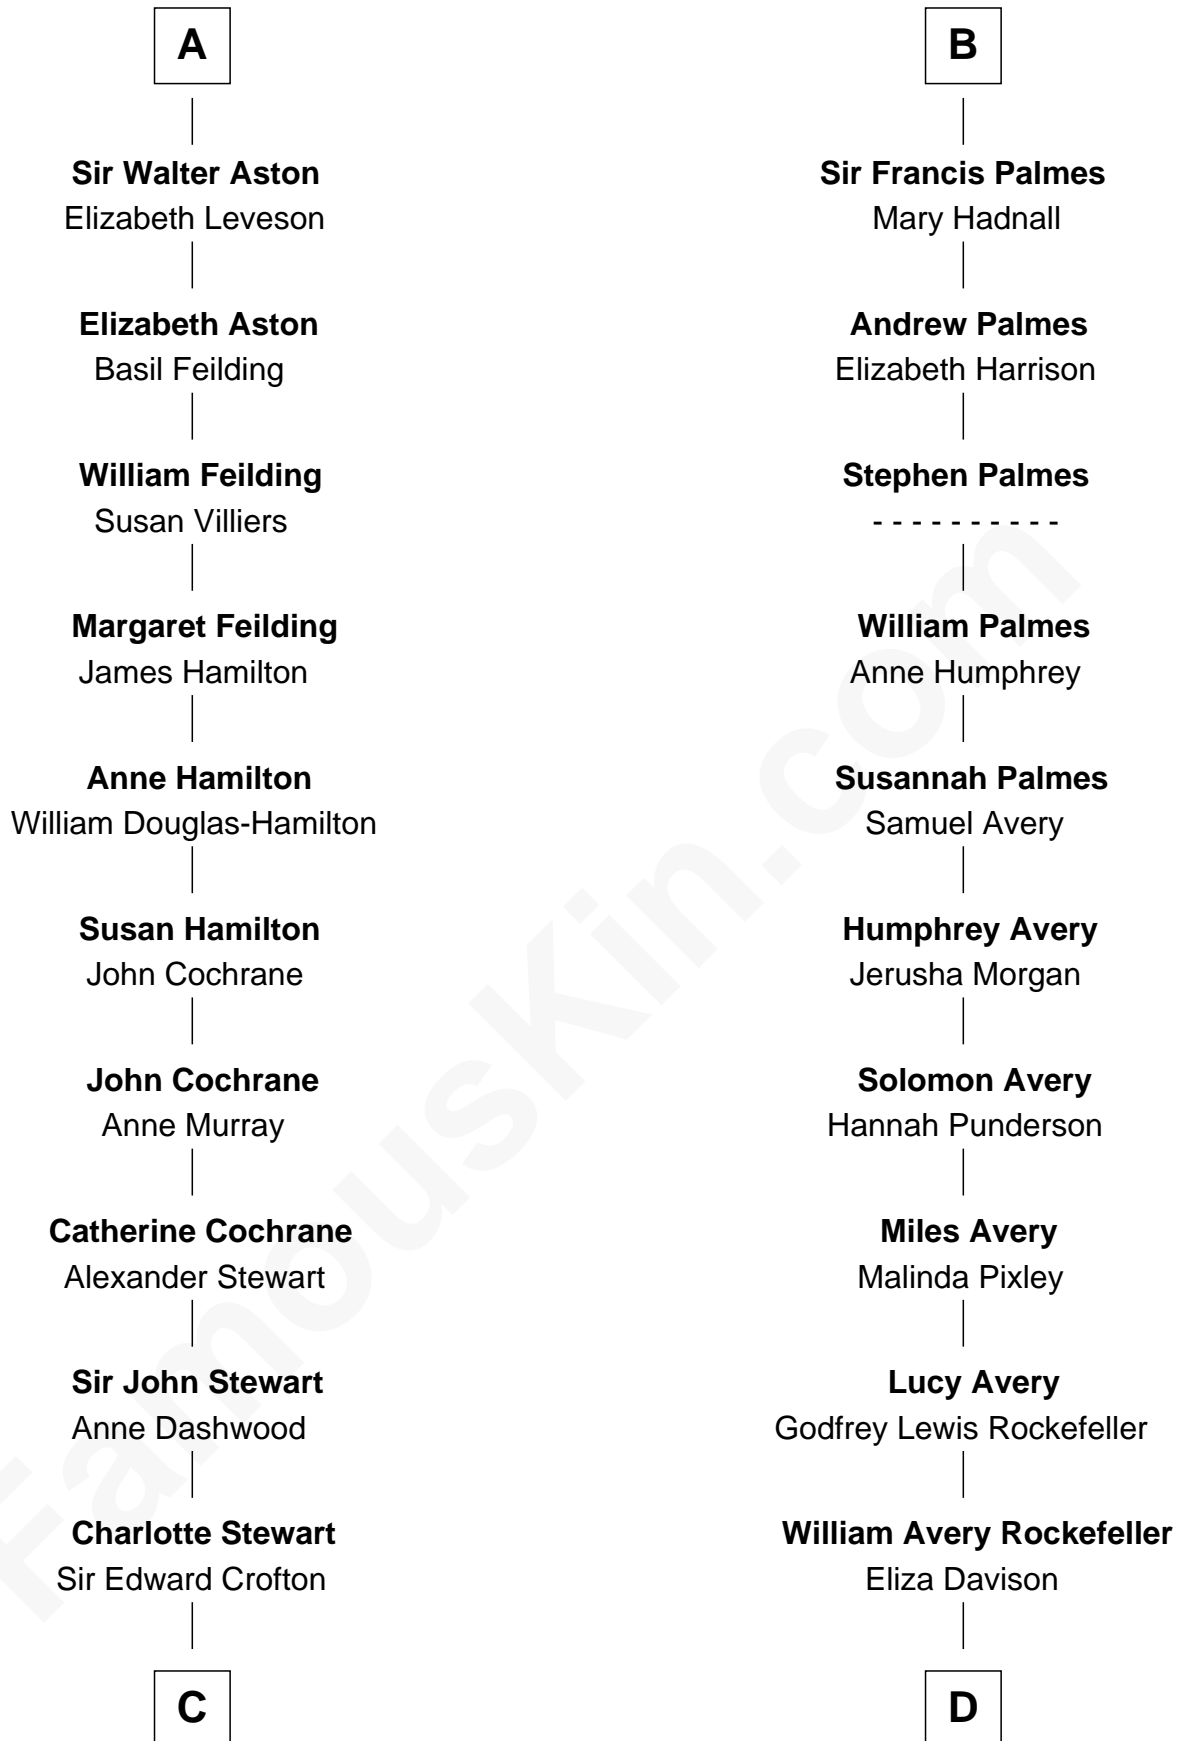 A
Sir Walter Aston
Elizabeth Leveson
Elizabeth Aston
Basil Feilding
William Feilding
Susan Villiers
Margaret Feilding
James Hamilton
Anne Hamilton
William Douglas-Hamilton
Susan Hamilton
John Cochrane
John Cochrane
Anne Murray
Catherine Cochrane
Alexander Stewart
Sir John Stewart
Anne Dashwood
Charlotte Stewart
Sir Edward Crofton
C
B
Sir Francis Palmes
Mary Hadnall
Andrew Palmes
Elizabeth Harrison
Stephen Palmes
- - - - - - - - - -
William Palmes
Anne Humphrey
Susannah Palmes
Samuel Avery
Humphrey Avery
Jerusha Morgan
Solomon Avery
Hannah Punderson
Miles Avery
Malinda Pixley
Lucy Avery
Godfrey Lewis Rockefeller
William Avery Rockefeller
Eliza Davison
D
FamousKin.com